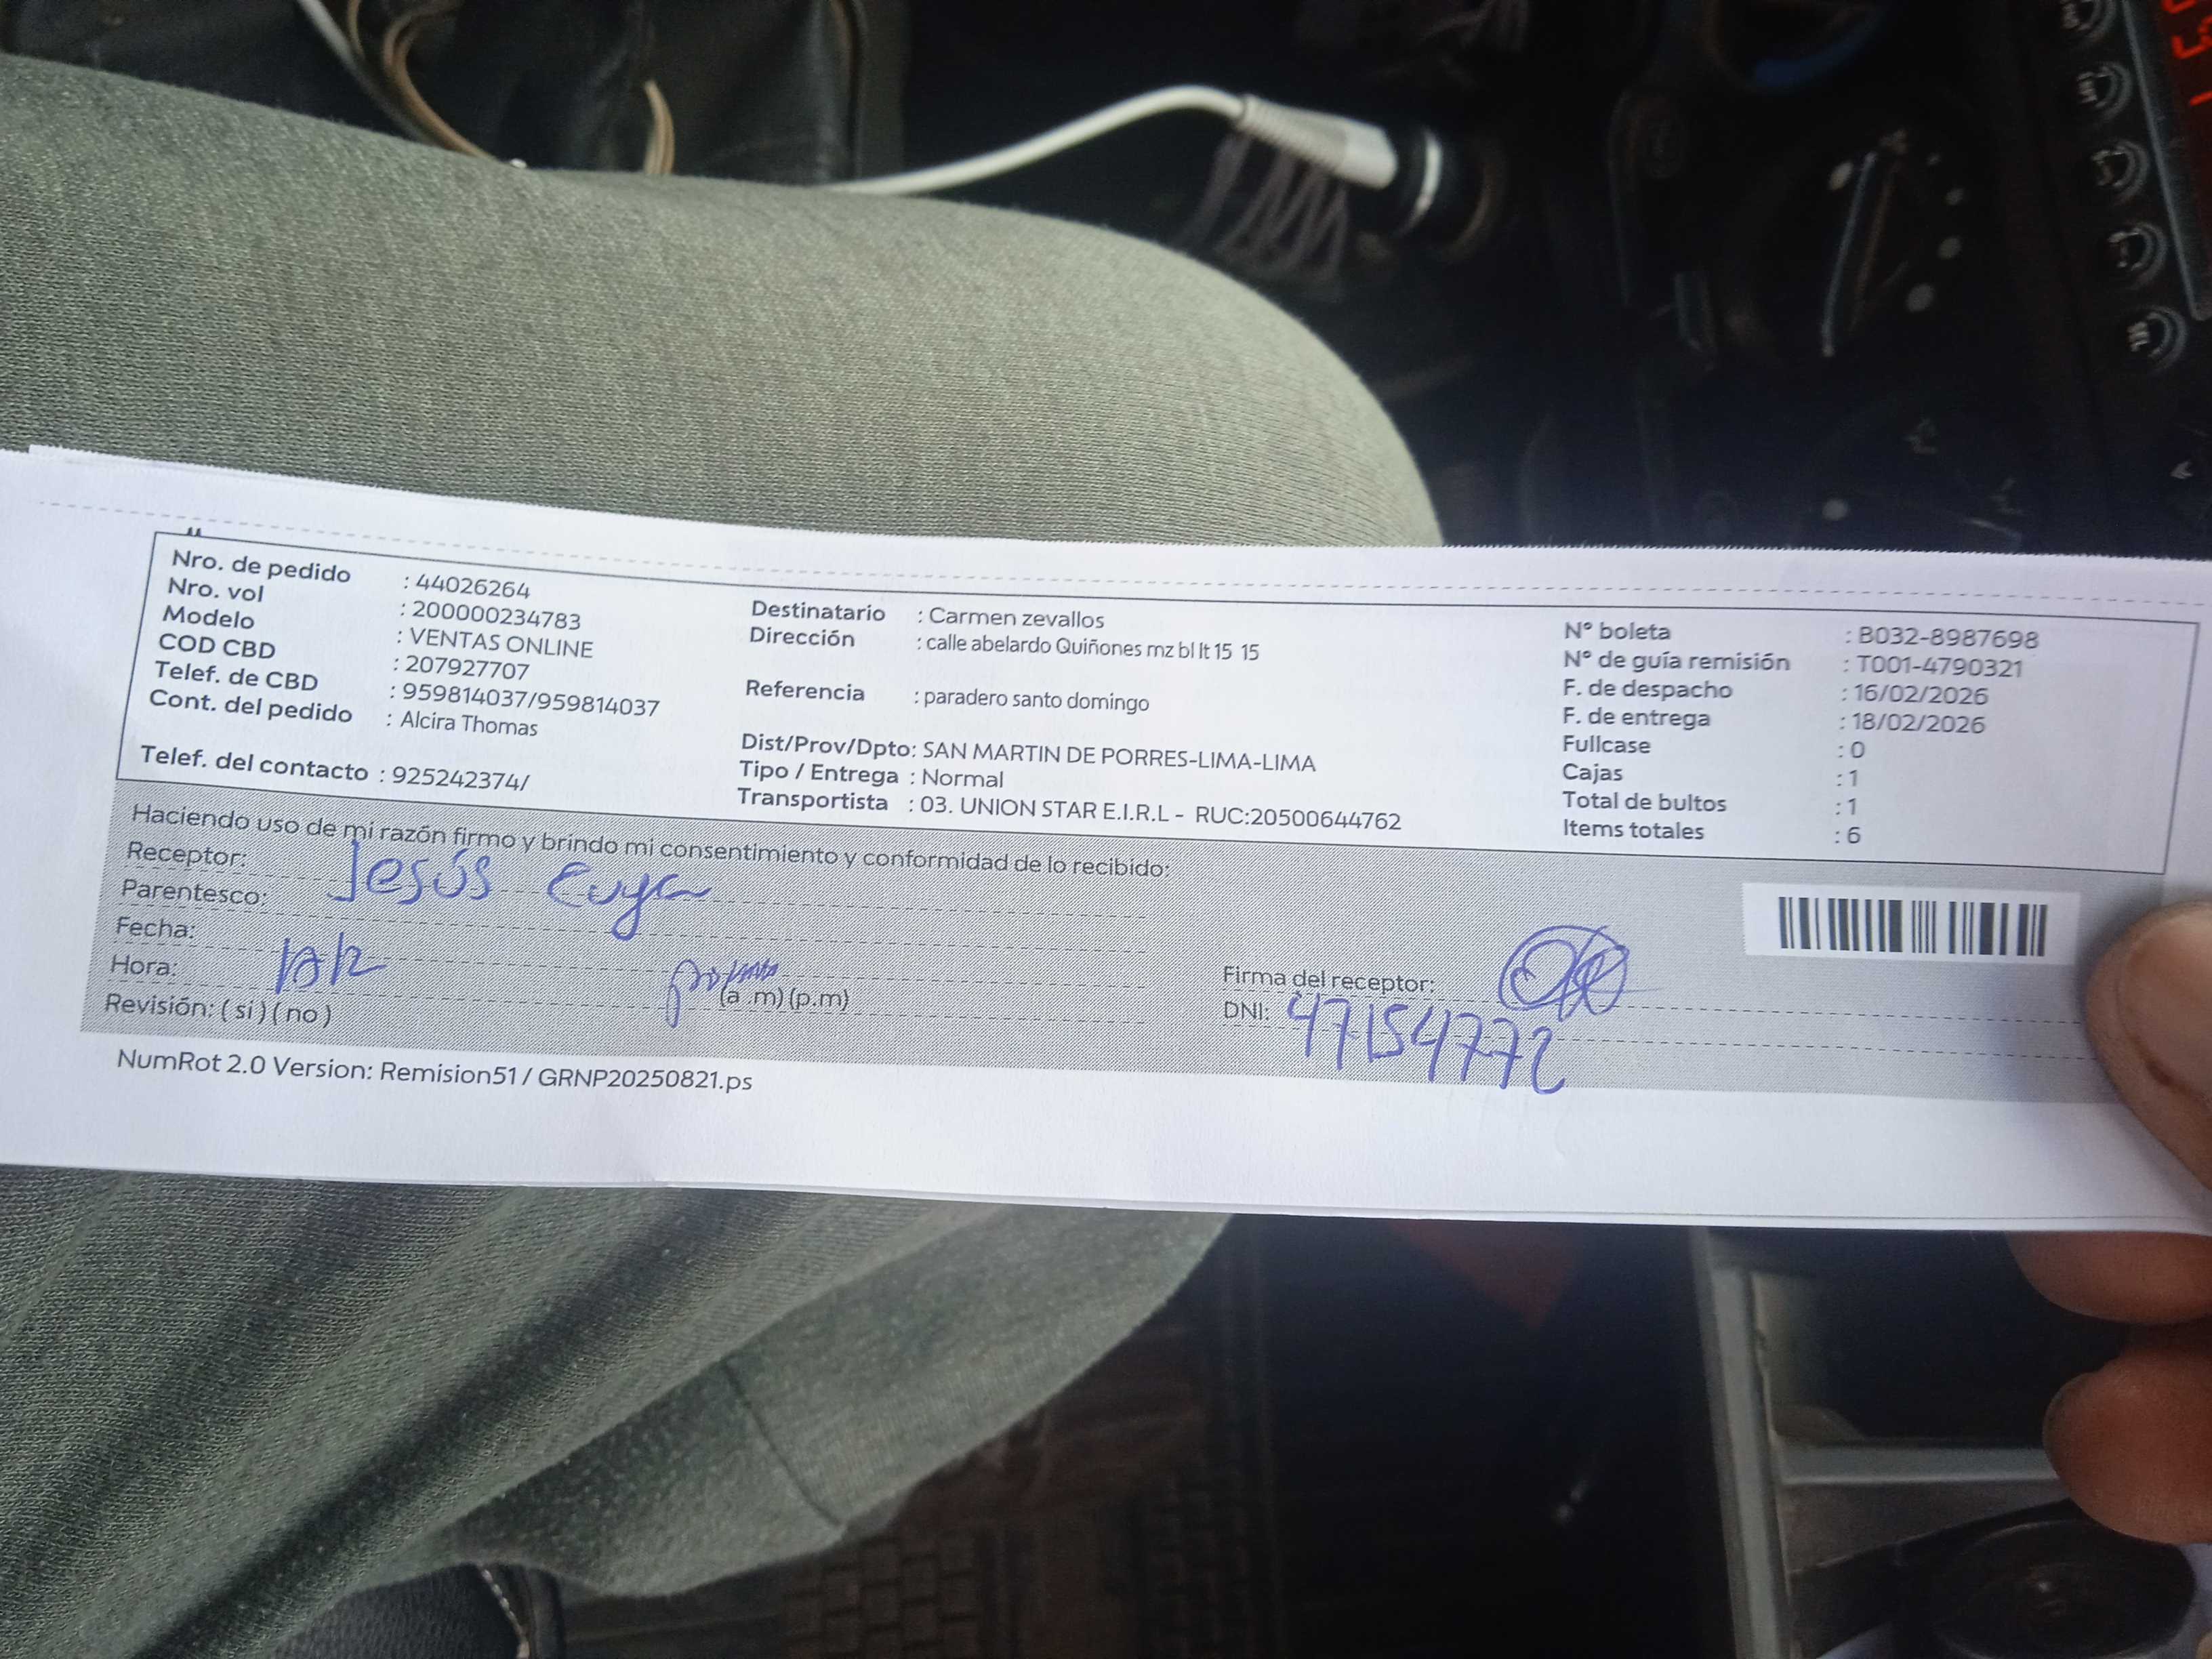 Nro. de pedido : 44026264
Nro. vol : 200000234783
Modelo : VENTAS ONLINE
COD CBD : 207927707
Telef. de CBD : 959814037/959814037
Cont. del pedido : Alcira Thomas
Telef. del contacto : 925242374/
Destinatario : Carmen zevallos
Dirección : calle abelardo Quiñones mz bl lt 15 15
Referencia : paradero santo domingo
Dist/Prov/Dpto: SAN MARTIN DE PORRES-LIMA-LIMA
Tipo / Entrega : Normal
Transportista : 03. UNION STAR E.I.R.L - RUC:20500644762
N° boleta : B032-8987698
N° de guía remisión : T001-4790321
F. de despacho : 16/02/2026
F. de entrega : 18/02/2026
Fullcase : 0
Cajas : 1
Total de bultos : 1
Items totales : 6
Haciendo uso de mi razón firmo y brindo mi consentimiento y conformidad de lo recibido:
Receptor: Jesús
Parentesco:
Fecha:
Hora: (a .m) (p.m)
Revisión: ( si ) ( no )
Firma del receptor:
DNI: 47154772
NumRot 2.0 Version: Remision51 / GRNP20250821.ps